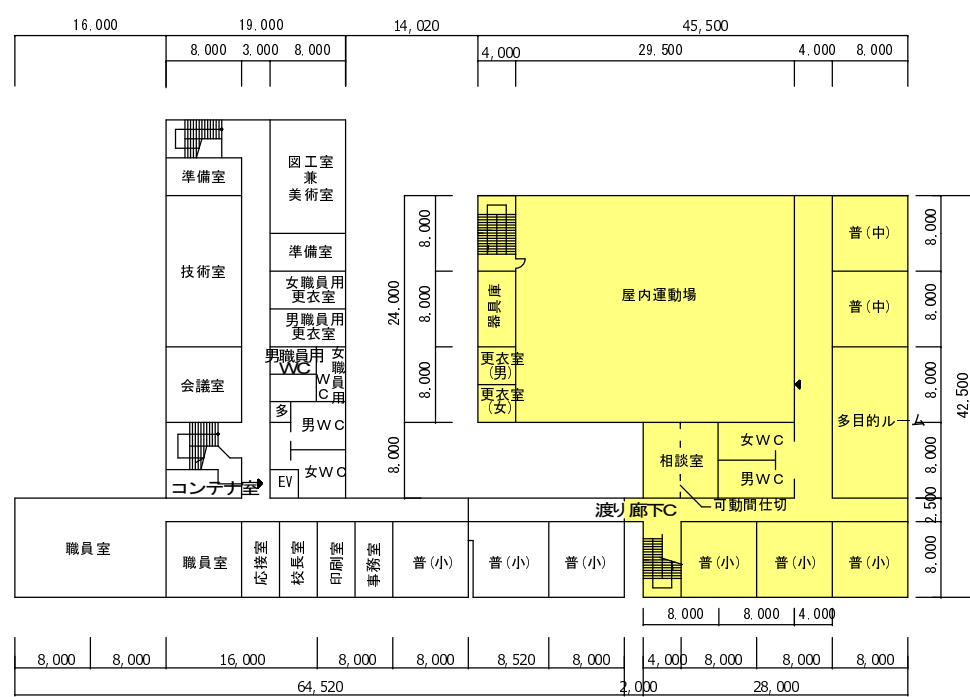 16.000
19.000
14,020
45,500
8.000
3.000
8,000
4,000
29.500
4.000
8,000
図工室
兼
美術室
準備室
技術室
準備室
女職員用
更衣室
男職員用
更衣室
男職員用
WC
女職員用
WC
会議室
多
男WC
女WC
EV
コンテナ室
24.000
8.000
8.000
8.000
8.000
器具庫
更衣室
(男)
更衣室
(女)
屋内運動場
普(中)
普(中)
多目的ルーム
相談室
女WC
男WC
可動間仕切
渡り廊下C
8.000
8.000
8.000
8.000
2,500
8.000
42,500
職員室
職員室
応接室
校長室
印刷室
事務室
普(小)
普(小)
普(小)
普(小)
普(小)
普(小)
8.000
8.000
4.000
8,000
8,000
16,000
8,000
8,000
8,520
8,000
4,000
8,000
8,000
8,000
64,520
2,000
28,000